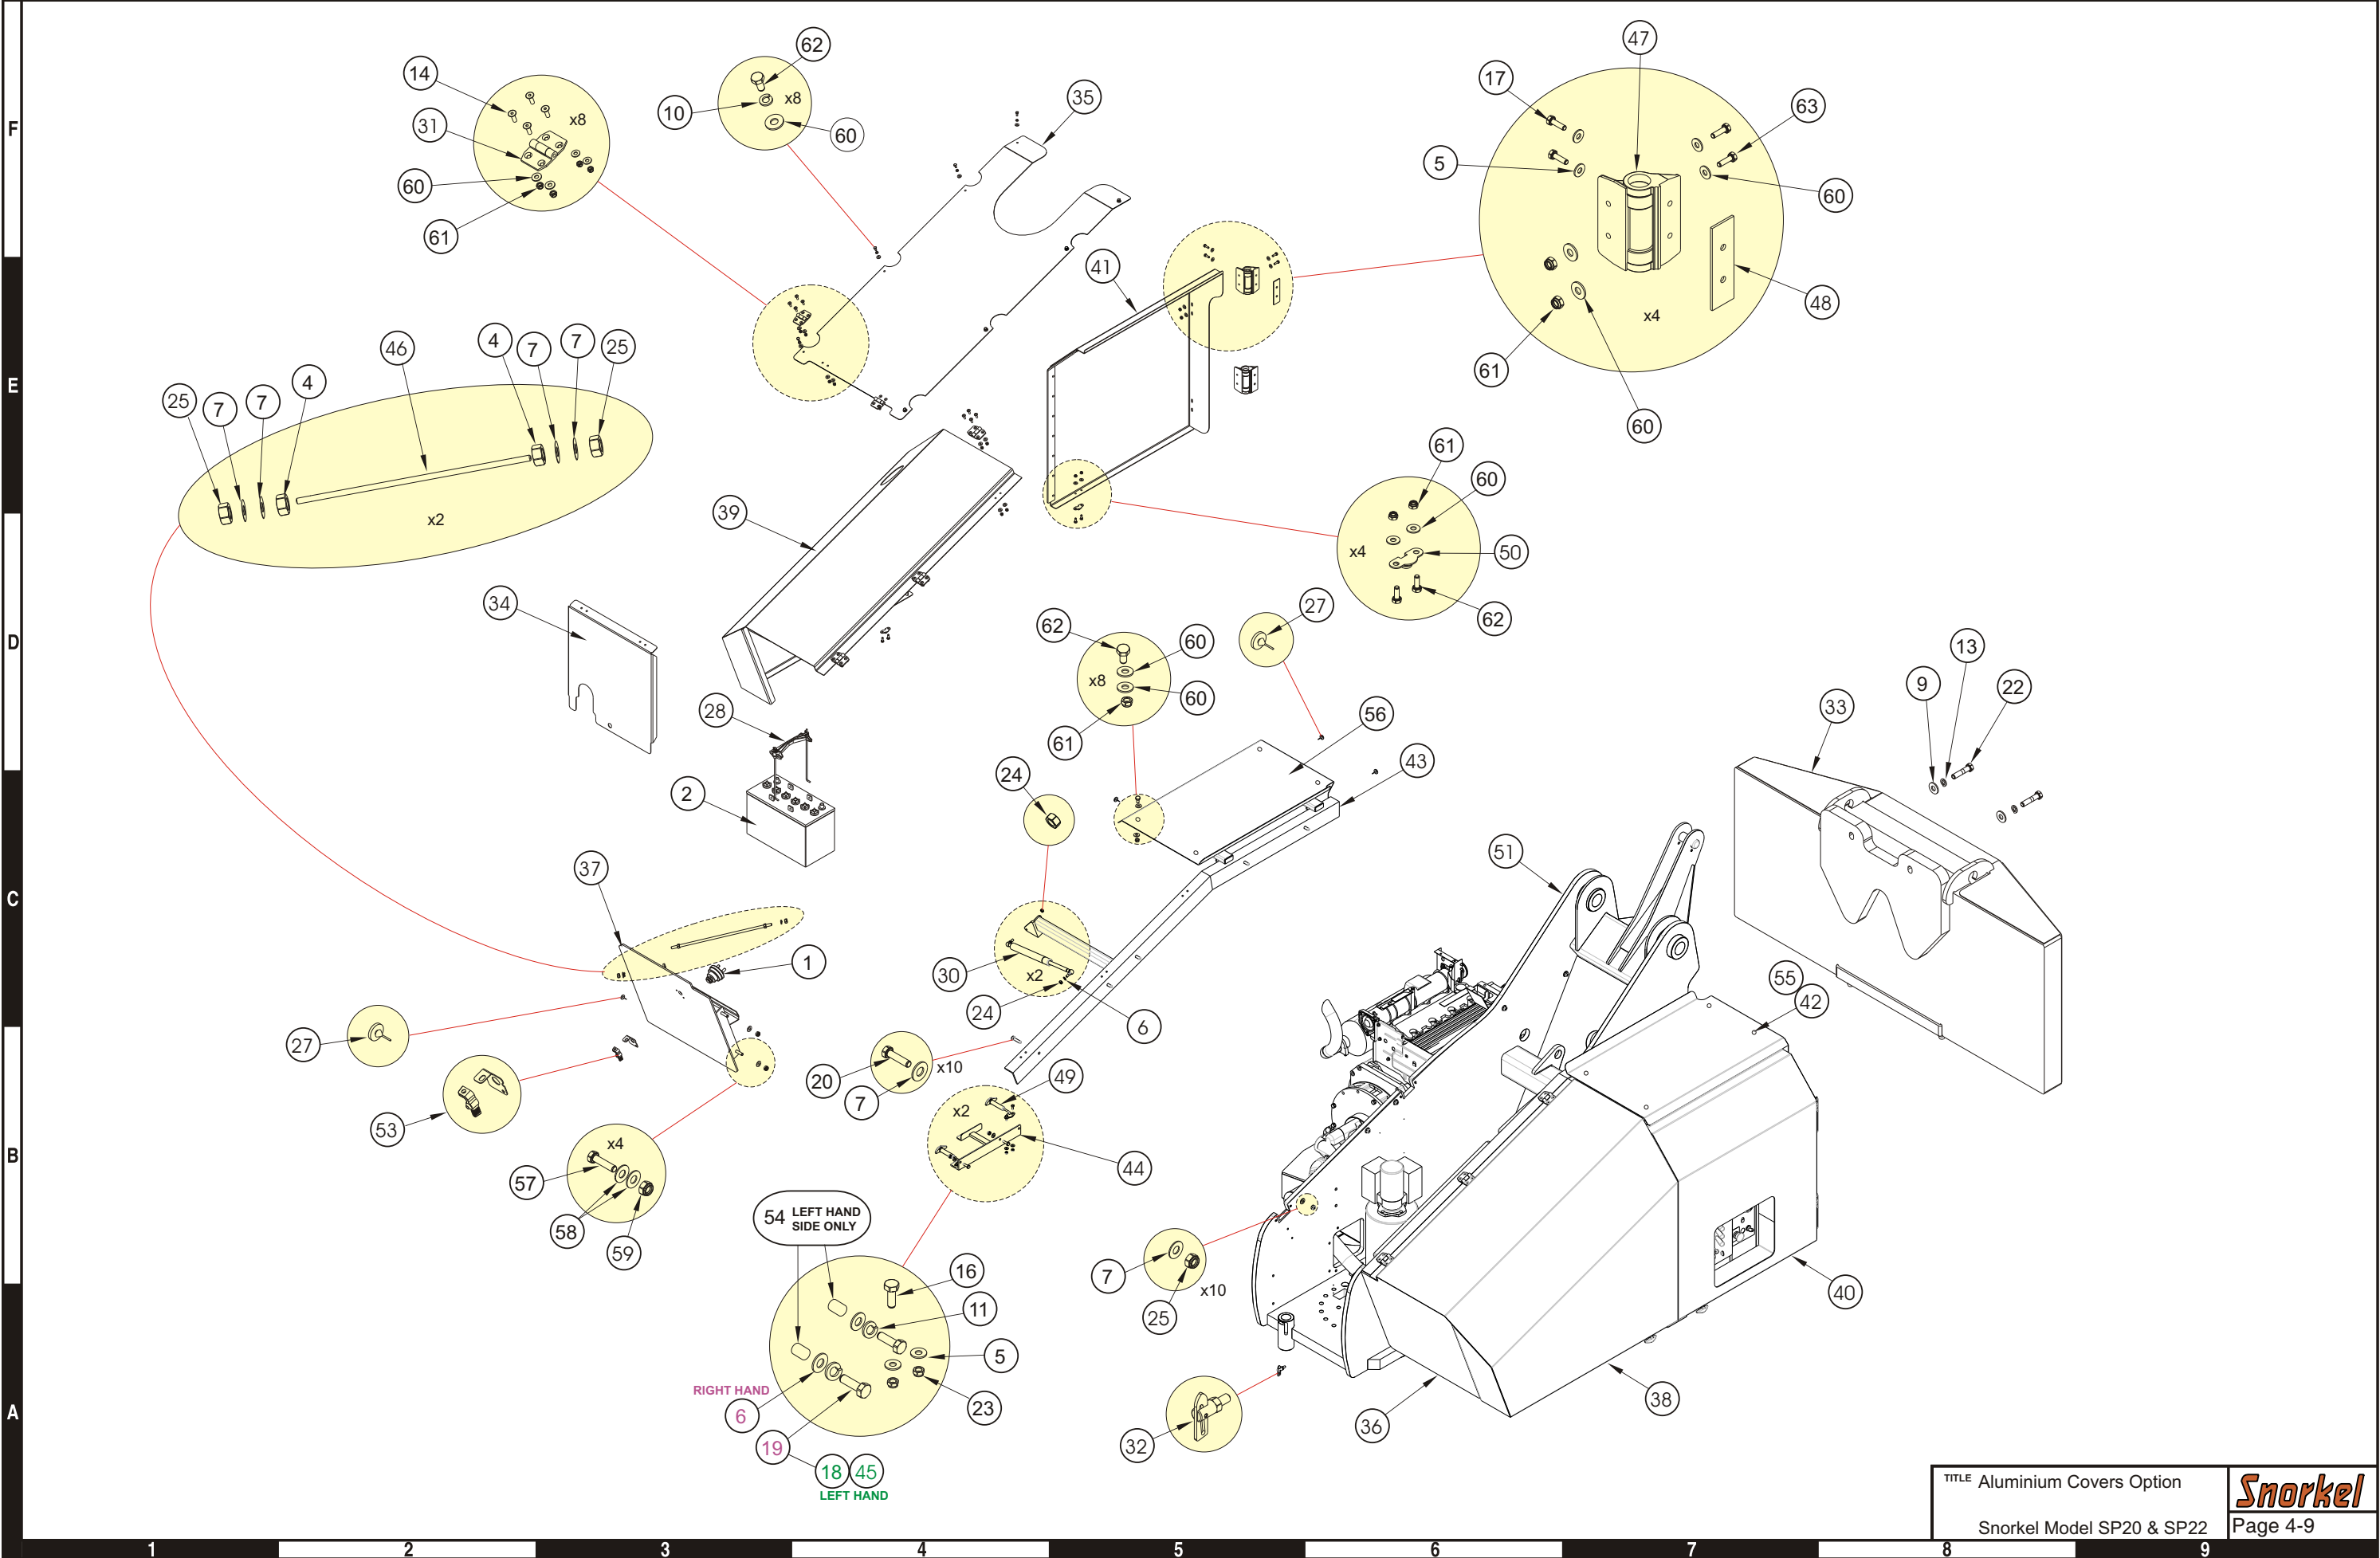 62
47
14
x8
10
x8
35
17
63
31
60
5
60
60
61
41
48
x4
46
4
7
7
25
61
60
25
7
7
4
61
60
x2
39
x4
50
34
62
60
27
62
x8
60
13
28
61
56
9
22
33
24
43
2
51
37
1
30
x2
55
42
24
6
27
20
x10
7
x2
49
53
x4
44
57
54 LEFT HAND
SIDE ONLY
58
59
7
x10
25
16
11
5
40
RIGHT HAND
6
23
38
36
32
19
18 45
LEFT HAND
F
E
D
C
B
A
TITLE Aluminium Covers Option
Snorkel Model SP20 & SP22
Snorkel
Page 4-9
1 2 3 4 5 6 7 8 9